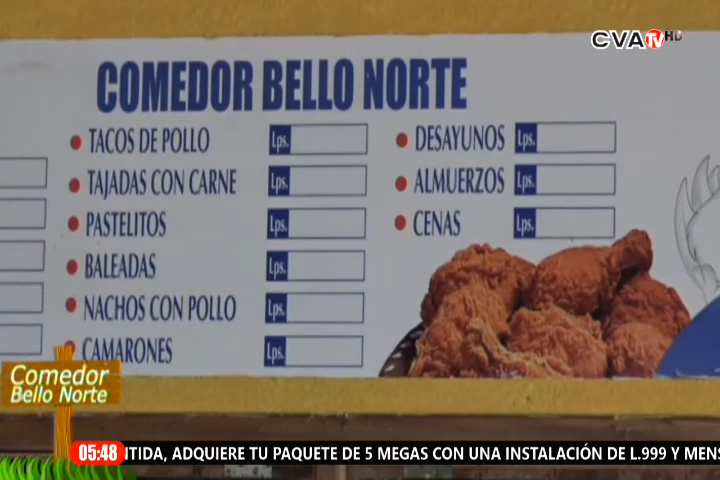 CVA TV HD
COMEDOR BELLO NORTE
TACOS DE POLLO Lps.
TAJADAS CON CARNE Lps.
PASTELITOS Lps.
BALEADAS Lps.
NACHOS CON POLLO Lps.
CAMARONES Lps.
DESAYUNOS Lps.
ALMUERZOS Lps.
CENAS Lps.
Comedor
Bello Norte
05:48 NTIDA, ADQUIERE TU PAQUETE DE 5 MEGAS CON UNA INSTALACIÓN DE L.999 Y MENS